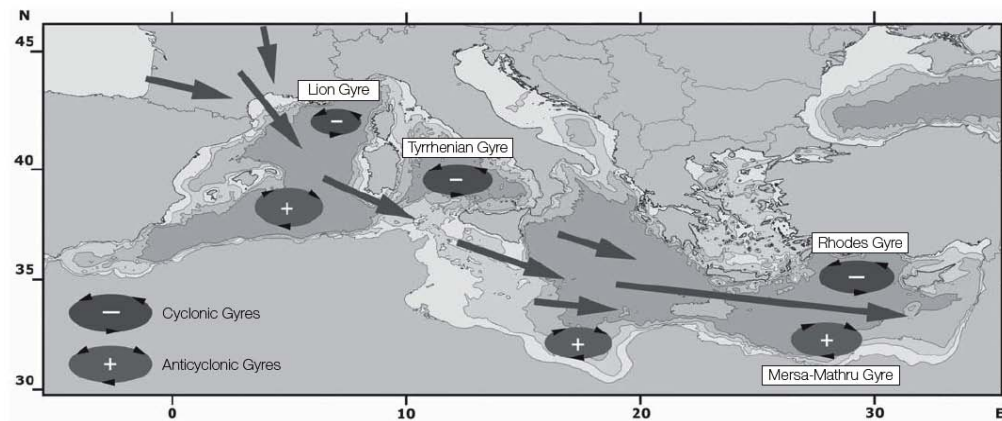 N
45
Lion Gyre
−
40
Tyrrhenian Gyre
−
+
35
Rhodes Gyre
−
− Cyclonic Gyres
+
+
+ Anticyclonic Gyres
Mersa-Mathru Gyre
30
0 10 20 30 E